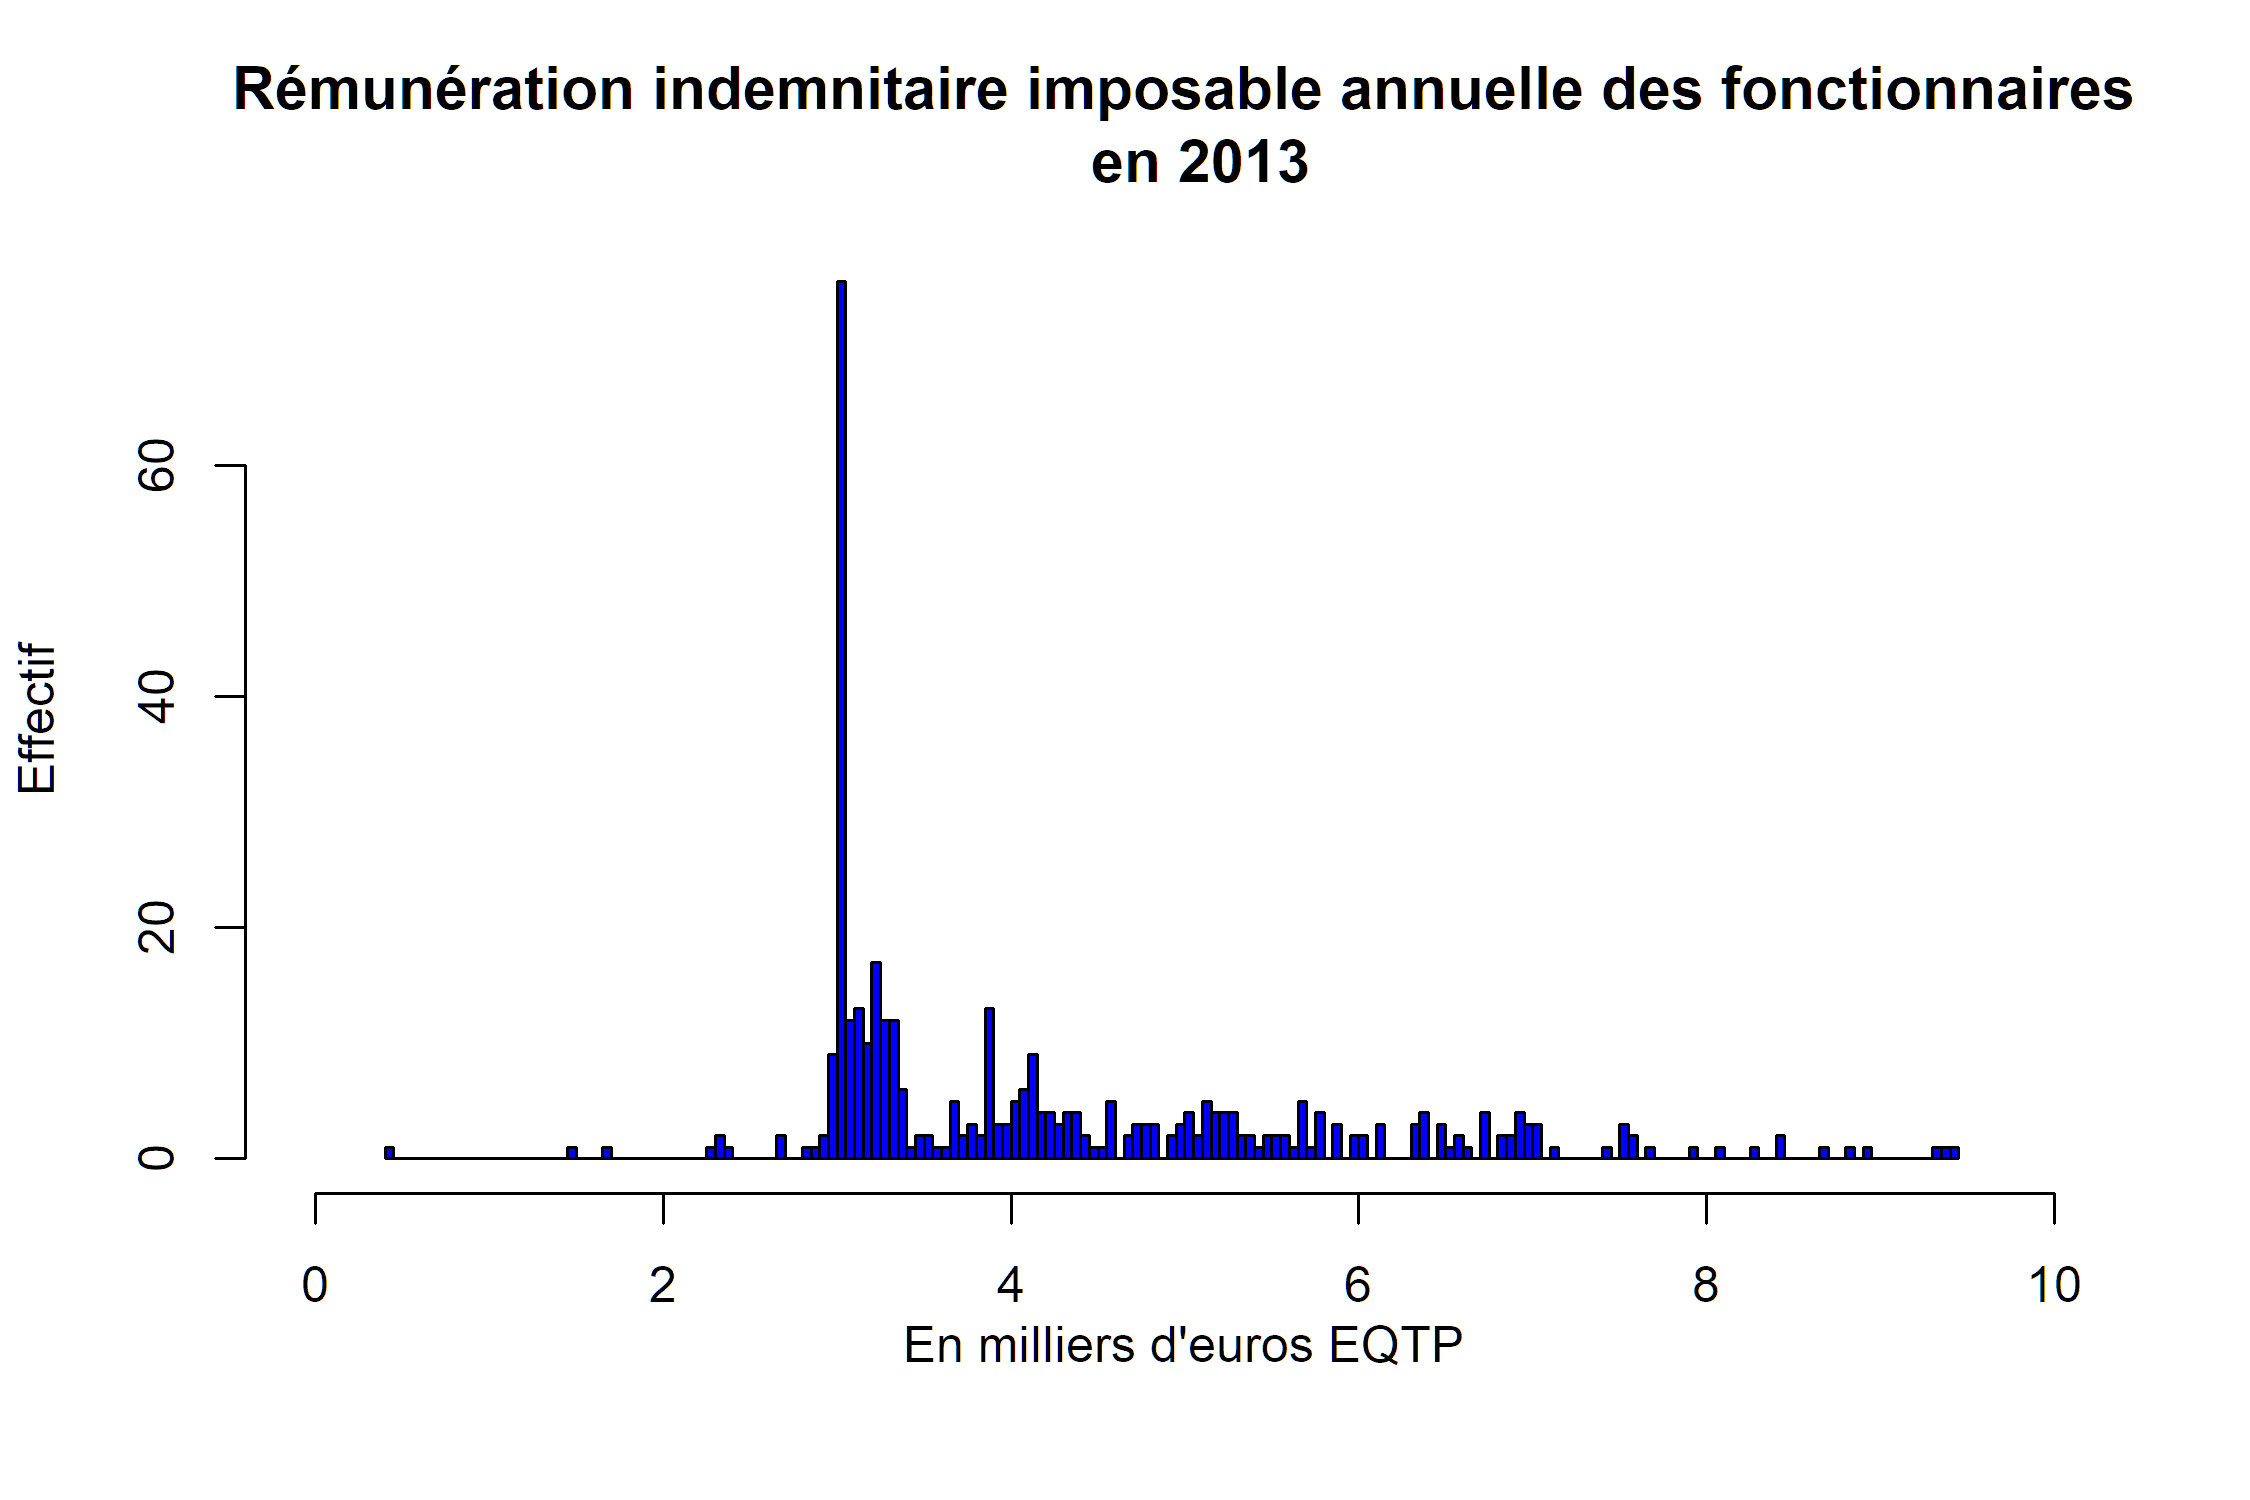 Rémunération indemnitaire imposable annuelle des fonctionnaires
en 2013
Effectif
60
40
20
0
0 2 4 6 8 10
En milliers d'euros EQTP